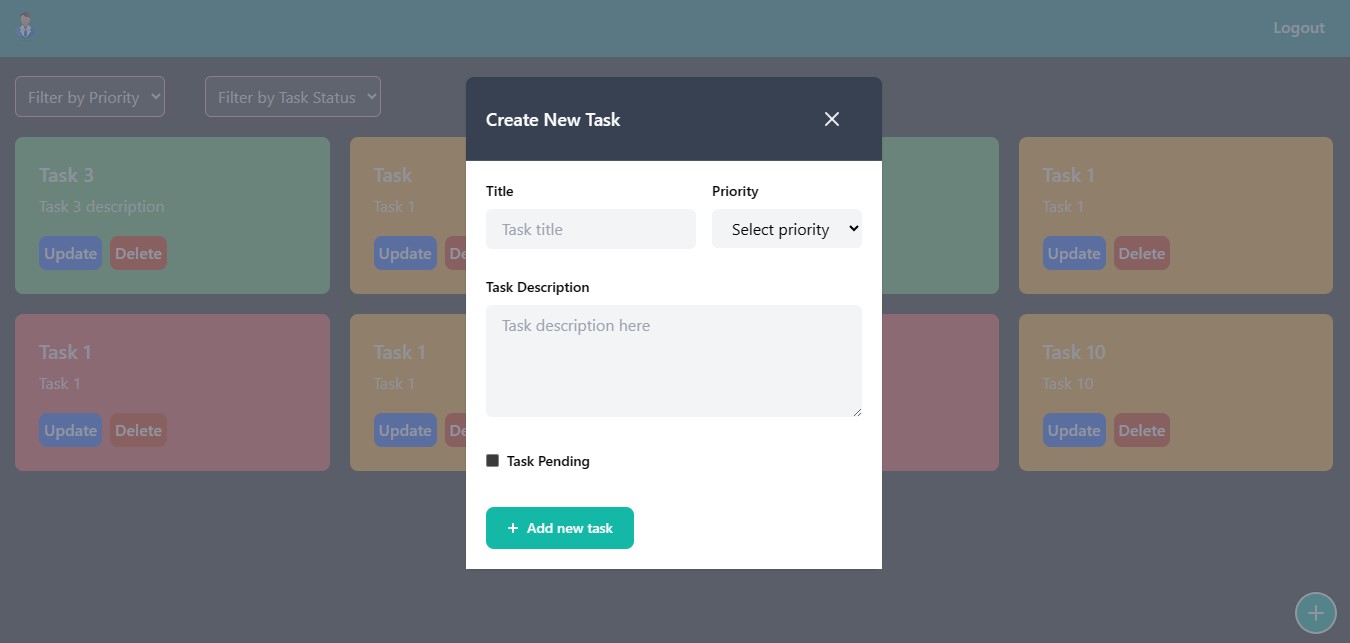 Logout
Filter by Priority
Filter by Task Status
Create New Task
Title
Priority
Task title
Select priority
Task Description
Task description here
Task Pending
+ Add new task
Task 3
Task 3 description
Update
Delete
Task
Task 1
Update
Task 1
Task 1
Update
Delete
Task 1
Task 1
Update
Delete
Task 1
Task 1
Update
Task 10
Task 10
Update
Delete